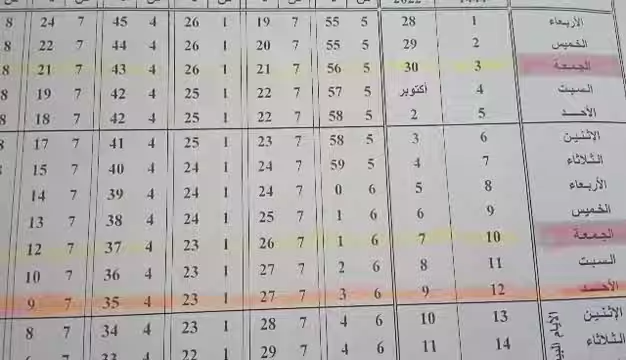 الأربعاء 1 28 5 55 7 19 1 26 4 45 7 24 8
الخميس 2 29 5 55 7 20 1 26 4 44 7 22 8
الجمعة 3 30 5 56 7 21 1 26 4 43 7 21 8
السبت 4 أكتوبر 5 57 7 22 1 25 4 42 7 19 8
الأحد 5 2 5 58 7 22 1 25 4 42 7 18 8
الإثنين 6 3 5 58 7 23 1 25 4 41 7 17
الثلاثاء 7 4 5 59 7 24 1 24 4 40 7 15
الأربعاء 8 5 6 0 7 24 1 24 4 39 7 14
الخميس 9 6 6 1 7 25 1 24 4 38 7 13
الجمعة 10 7 6 1 7 26 1 23 4 37 7 12
السبت 11 8 6 2 7 27 1 23 4 36 7 10
الأحد 12 9 6 3 7 27 1 23 4 35 7 9
الإثنين 13 10 6 4 7 28 1 22 4 34 7 8
الثلاثاء 14 11 6 4 7 29 1 22 4 33 7